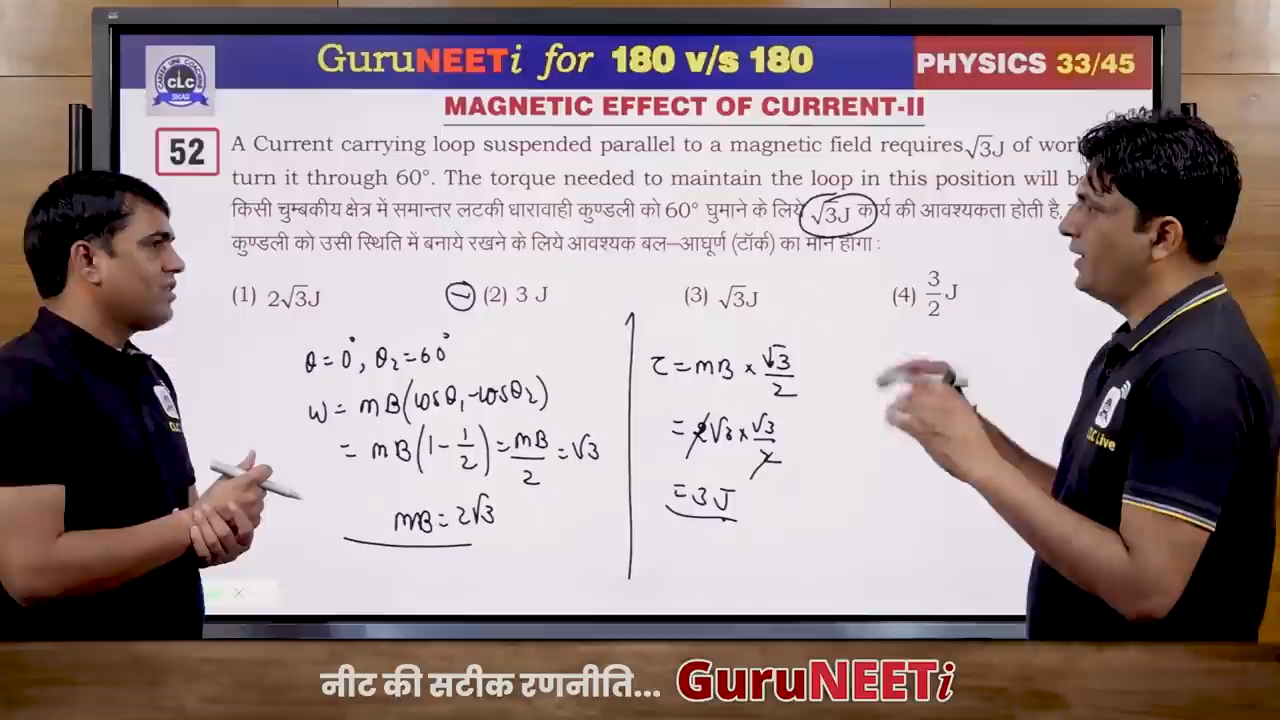 GuruNEETi for 180 v/s 180
PHYSICS 33/45
CLC
MAGNETIC EFFECT OF CURRENT-II
52
A Current carrying loop suspended parallel to a magnetic field requires √3J of
turn it through 60°. The torque needed to maintain the loop in this position will
किसी चुम्बकीय क्षेत्र में समान्तर लटकी धारावाही कुण्डली को 60° घुमाने के लिये √3J कार्य की आवश्यकता होती है,
कुण्डली को उसी स्थिति में बनाये रखने के लिये आवश्यक बल–आघूर्ण (टॉर्क) का मान होगा :
(1) 2√3J (2) 3 J (3) √3J (4) 3/2 J
θ=0°, θ₂=60°
W= MB(cosθ₁-cosθ₂)
= MB(1-1/2)=MB/2=√3
MB=2√3
τ=MB×√3/2
=2√3×√3/2
=3J
CLC Live
नीट की सटीक रणनीति... GuruNEETi